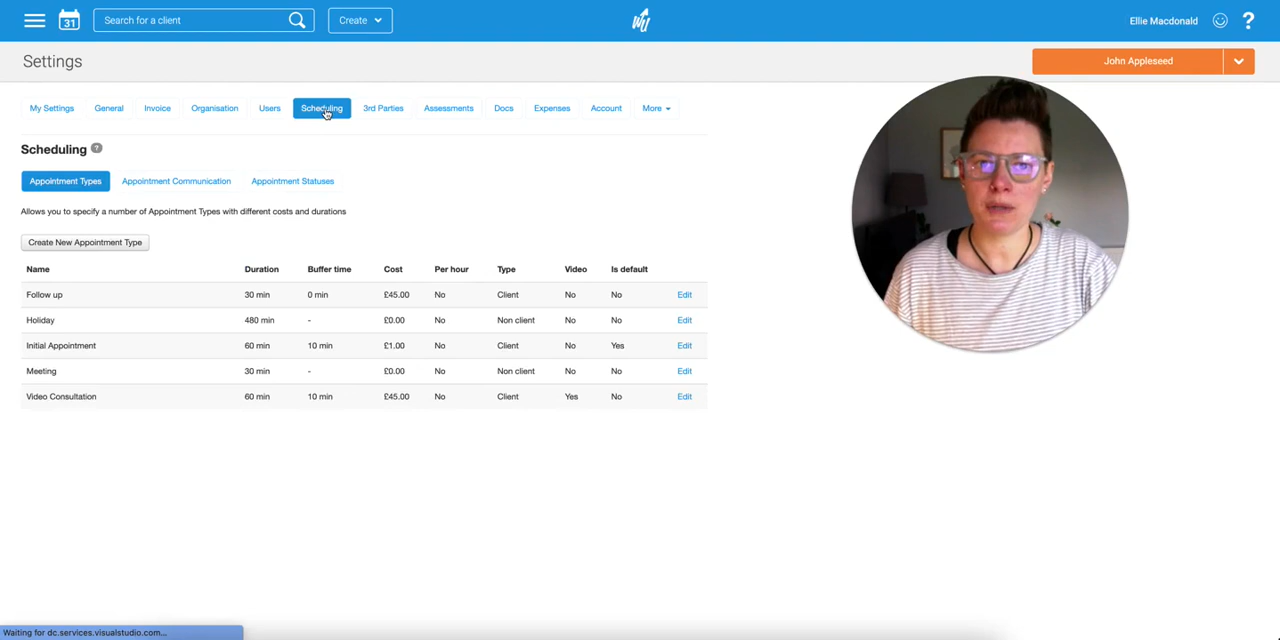 31 Search for a client Create Ellie Macdonald ?
Settings John Appleseed
My Settings General Invoice Organisation Users Scheduling 3rd Parties Assessments Docs Expenses Account More
Scheduling ?
Appointment Types Appointment Communication Appointment Statuses
Allows you to specify a number of Appointment Types with different costs and durations
Create New Appointment Type
Name Duration Buffer time Cost Per hour Type Video Is default
Follow up 30 min 0 min £45.00 No Client No No Edit
Holiday 480 min - £0.00 No Non client No No Edit
Initial Appointment 60 min 10 min £1.00 No Client No Yes Edit
Meeting 30 min - £0.00 No Non client No No Edit
Video Consultation 60 min 10 min £45.00 No Client Yes No Edit
Waiting for dc.services.visualstudio.com...